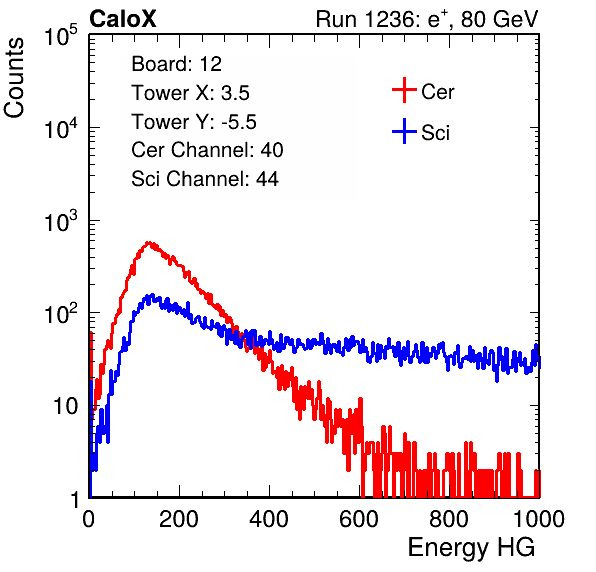 CaloX Run 1236: e⁺, 80 GeV
Counts
10⁵
10⁴
10³
10²
10
1
Board: 12
Tower X: 3.5
Tower Y: -5.5
Cer Channel: 40
Sci Channel: 44
Cer
Sci
0 200 400 600 800 1000
Energy HG